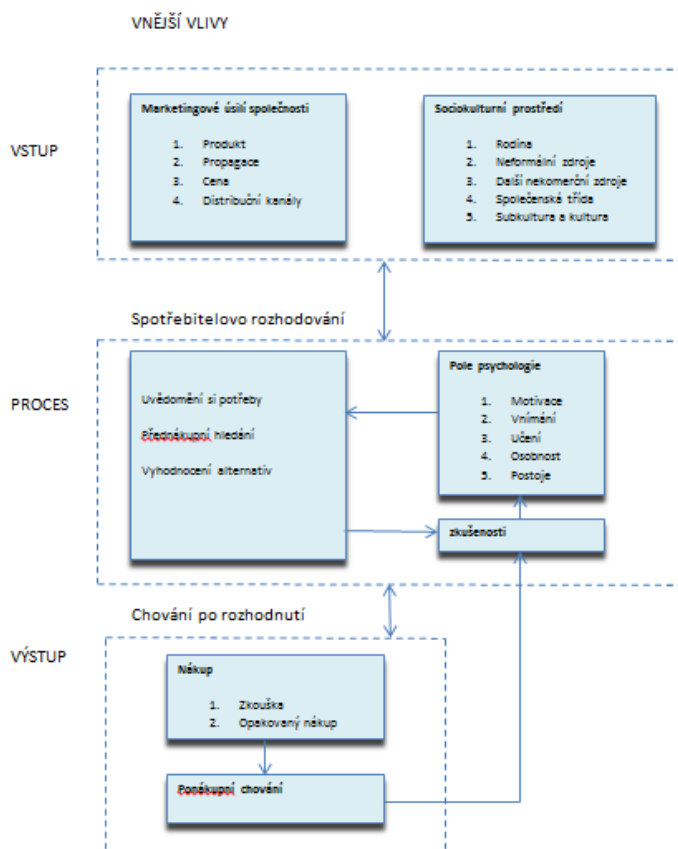 VNĚJŠÍ VLIVY
VSTUP
Marketingové úsilí společnosti
1. Produkt
2. Propagace
3. Cena
4. Distribuční kanály
Sociokulturní prostředí
1. Rodina
2. Neformální zdroje
3. Další nekomerční zdroje
4. Společenská třída
5. Subkultura a kultura
Spotřebitelovo rozhodování
PROCES
Uvědomění si potřeby
Přednákupní hledání
Vyhodnocení alternativ
Pole psychologie
1. Motivace
2. Vnímání
3. Učení
4. Osobnost
5. Postoje
zkušenosti
Chování po rozhodnutí
VÝSTUP
Nákup
1. Zkouška
2. Opakovaný nákup
Ponákupní chování